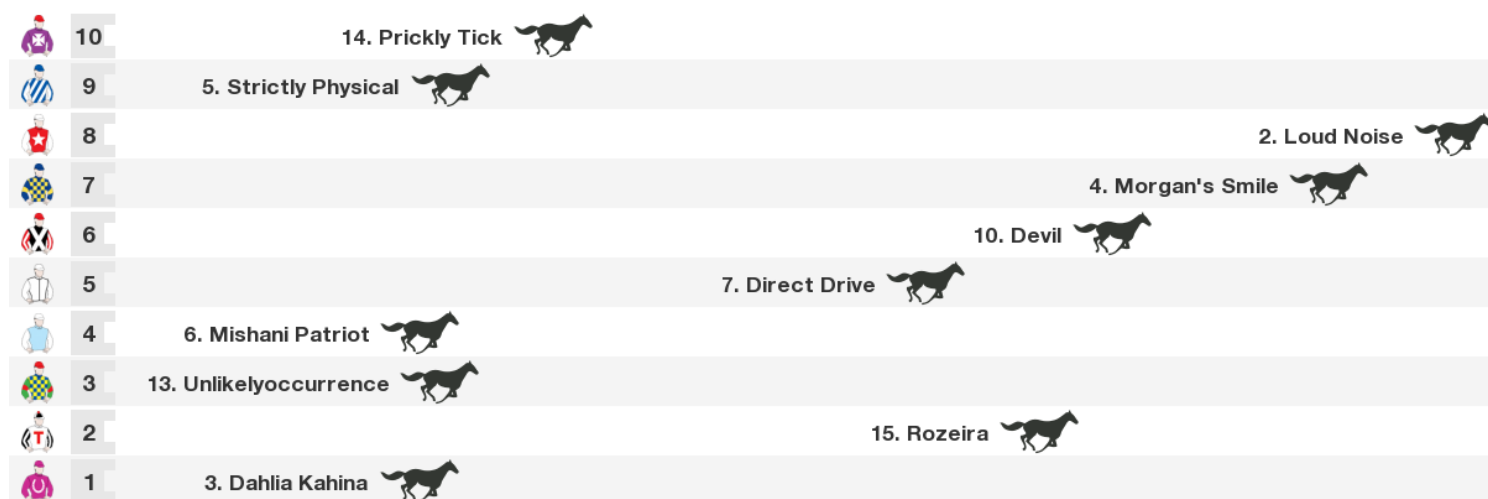 10 14. Prickly Tick
9 5. Strictly Physical
8 2. Loud Noise
7 4. Morgan's Smile
6 10. Devil
5 7. Direct Drive
4 6. Mishani Patriot
3 13. Unlikelyoccurrence
T 2 15. Rozeira
1 3. Dahlia Kahina